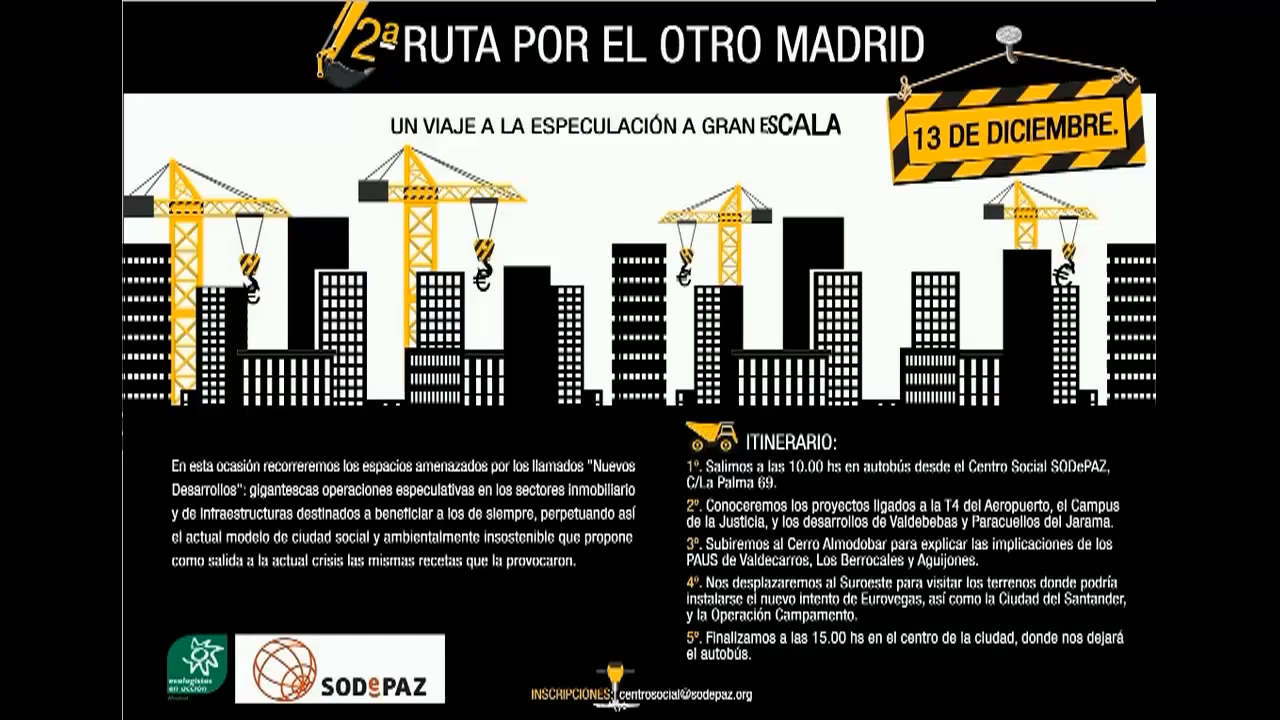 2ª RUTA POR EL OTRO MADRID
13 DE DICIEMBRE.
UN VIAJE A LA ESPECULACIÓN A GRAN ESCALA
€
€
€
€
En esta ocasión recorreremos los espacios amenazados por los llamados "Nuevos
Desarrollos": gigantescas operaciones especulativas en los sectores inmobiliario
y de infraestructuras destinados a beneficiar a los de siempre, perpetuando así
el actual modelo de ciudad social y ambientalmente insostenible que propone
como salida a la actual crisis las mismas recetas que la provocaron.
ITINERARIO:
1º. Salimos a las 10.00 hs en autobús desde el Centro Social SODePAZ,
C/La Palma 69.
2º. Conoceremos los proyectos ligados a la T4 del Aeropuerto, el Campus
de la Justicia, y los desarrollos de Valdebebas y Paracuellos del Jarama.
3º. Subiremos al Cerro Almodobar para explicar las implicaciones de los
PAUS de Valdecarros, Los Berrocales y Aguijones.
4º. Nos desplazaremos al Suroeste para visitar los terrenos donde podría
instalarse el nuevo intento de Eurovegas, así como la Ciudad del Santander,
y la Operación Campamento.
5º. Finalizamos a las 15.00 hs en el centro de la ciudad, donde nos dejará
el autobús.
ecologistas
en acción
Madrid
SODePAZ
INSCRIPCIONES: centrosocial@sodepaz.org